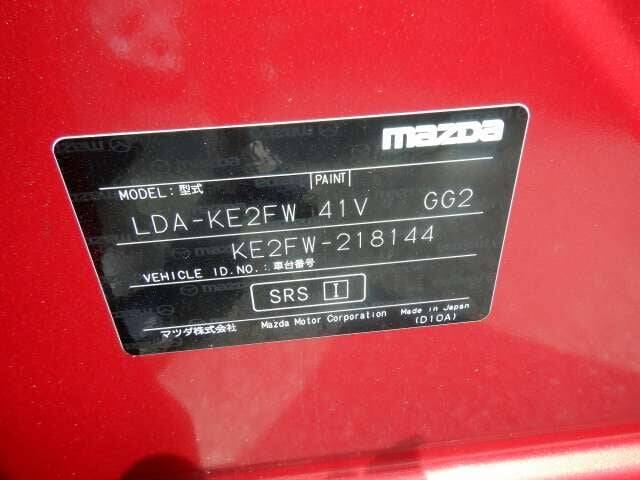 mazda
MODEL: 型式 PAINT
LDA-KE2FW 41V GG2
KE2FW-218144
VEHICLE ID.NO.: 車台番号
SRS I
マツダ株式会社 Mazda Motor Corporation Made in Japan
(D10A)